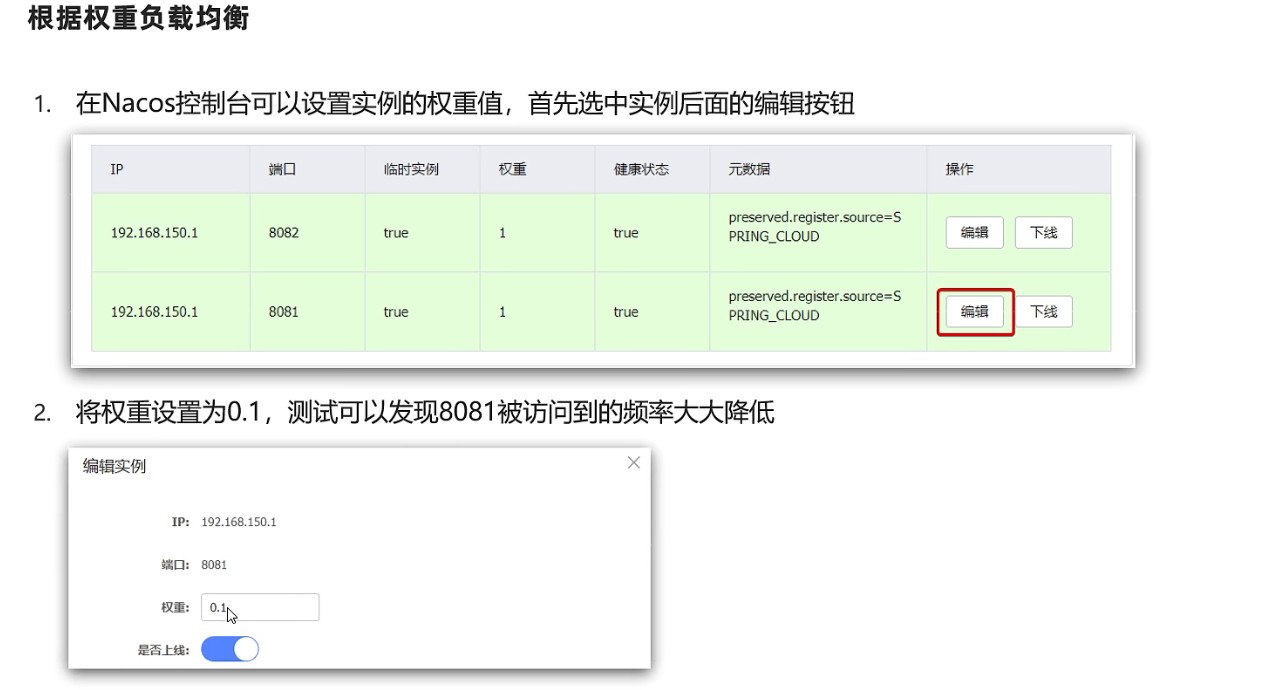 根据权重负载均衡
1. 在Nacos控制台可以设置实例的权重值，首先选中实例后面的编辑按钮
IP 端口 临时实例 权重 健康状态 元数据 操作
192.168.150.1 8082 true 1 true preserved.register.source=S
PRING_CLOUD 编辑 下线
192.168.150.1 8081 true 1 true preserved.register.source=S
PRING_CLOUD 编辑 下线
2. 将权重设置为0.1，测试可以发现8081被访问到的频率大大降低
编辑实例
IP: 192.168.150.1
端口: 8081
权重: 0.1
是否上线: